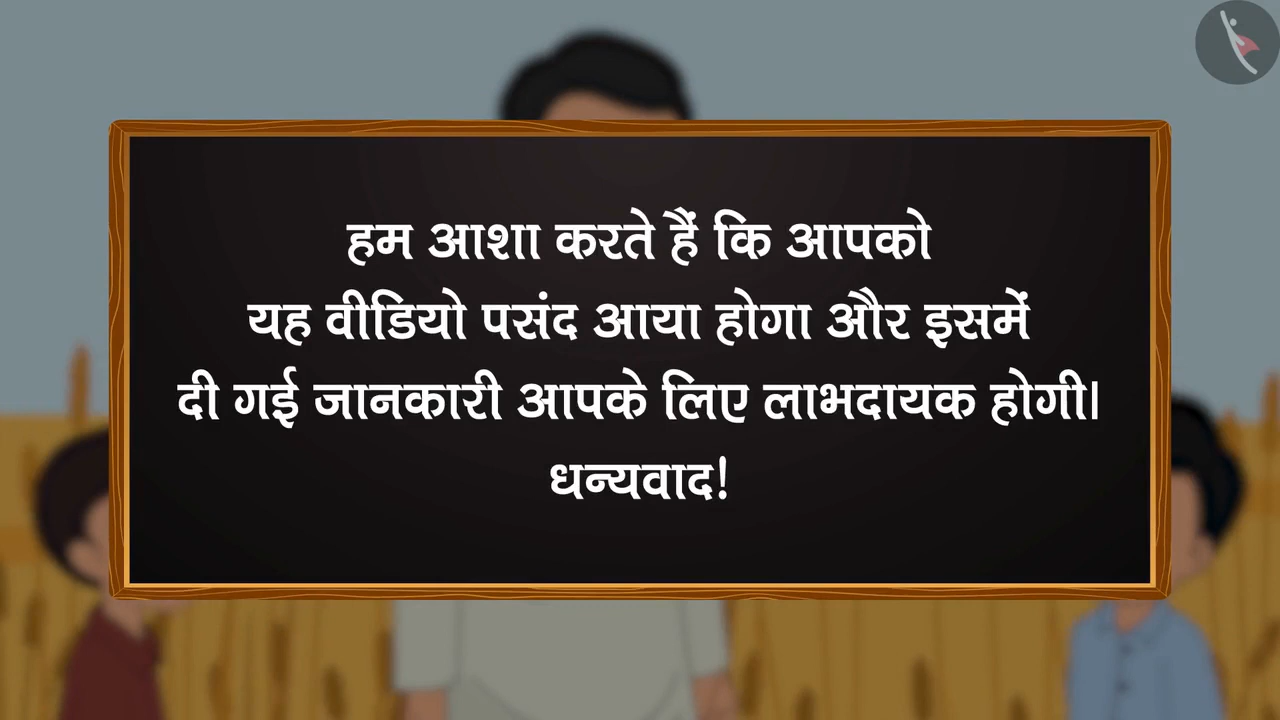 हम आशा करते हैं कि आपको
यह वीडियो पसंद आया होगा और इसमें
दी गई जानकारी आपके लिए लाभदायक होगी।
धन्यवाद!